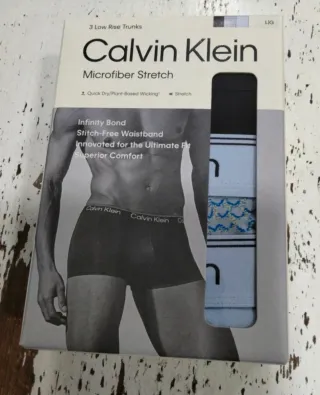 3 Low Rise Trunks
L/G
Calvin Klein
Microfiber Stretch
Quick Dry/Plant Based Wicking*
Stretch
Infinity Bond
Stitch-Free Waistband
Innovated for the Ultimate Fit
Superior Comfort
Calvin Klein
Calvin Klein
n
n